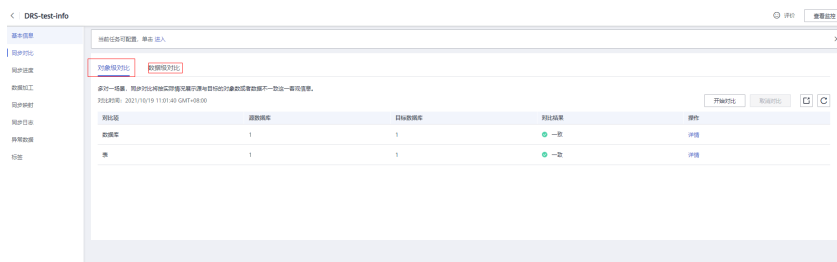 DRS-test-info
评价
查看监控
基本信息
当前任务可配置，单击 进入
同步对比
同步进度
数据加工
同步映射
同步日志
异常数据
标签
对象级对比
数据级对比
多对一场景，同步对比将按实际情况展示源与目标的对象数或者数据不一致这一客观信息。
对比时间：2021/10/19 11:01:40 GMT+08:00
开始对比
取消对比
对比项
源数据库
目标数据库
对比结果
操作
数据库
1
1
一致
详情
表
1
1
一致
详情